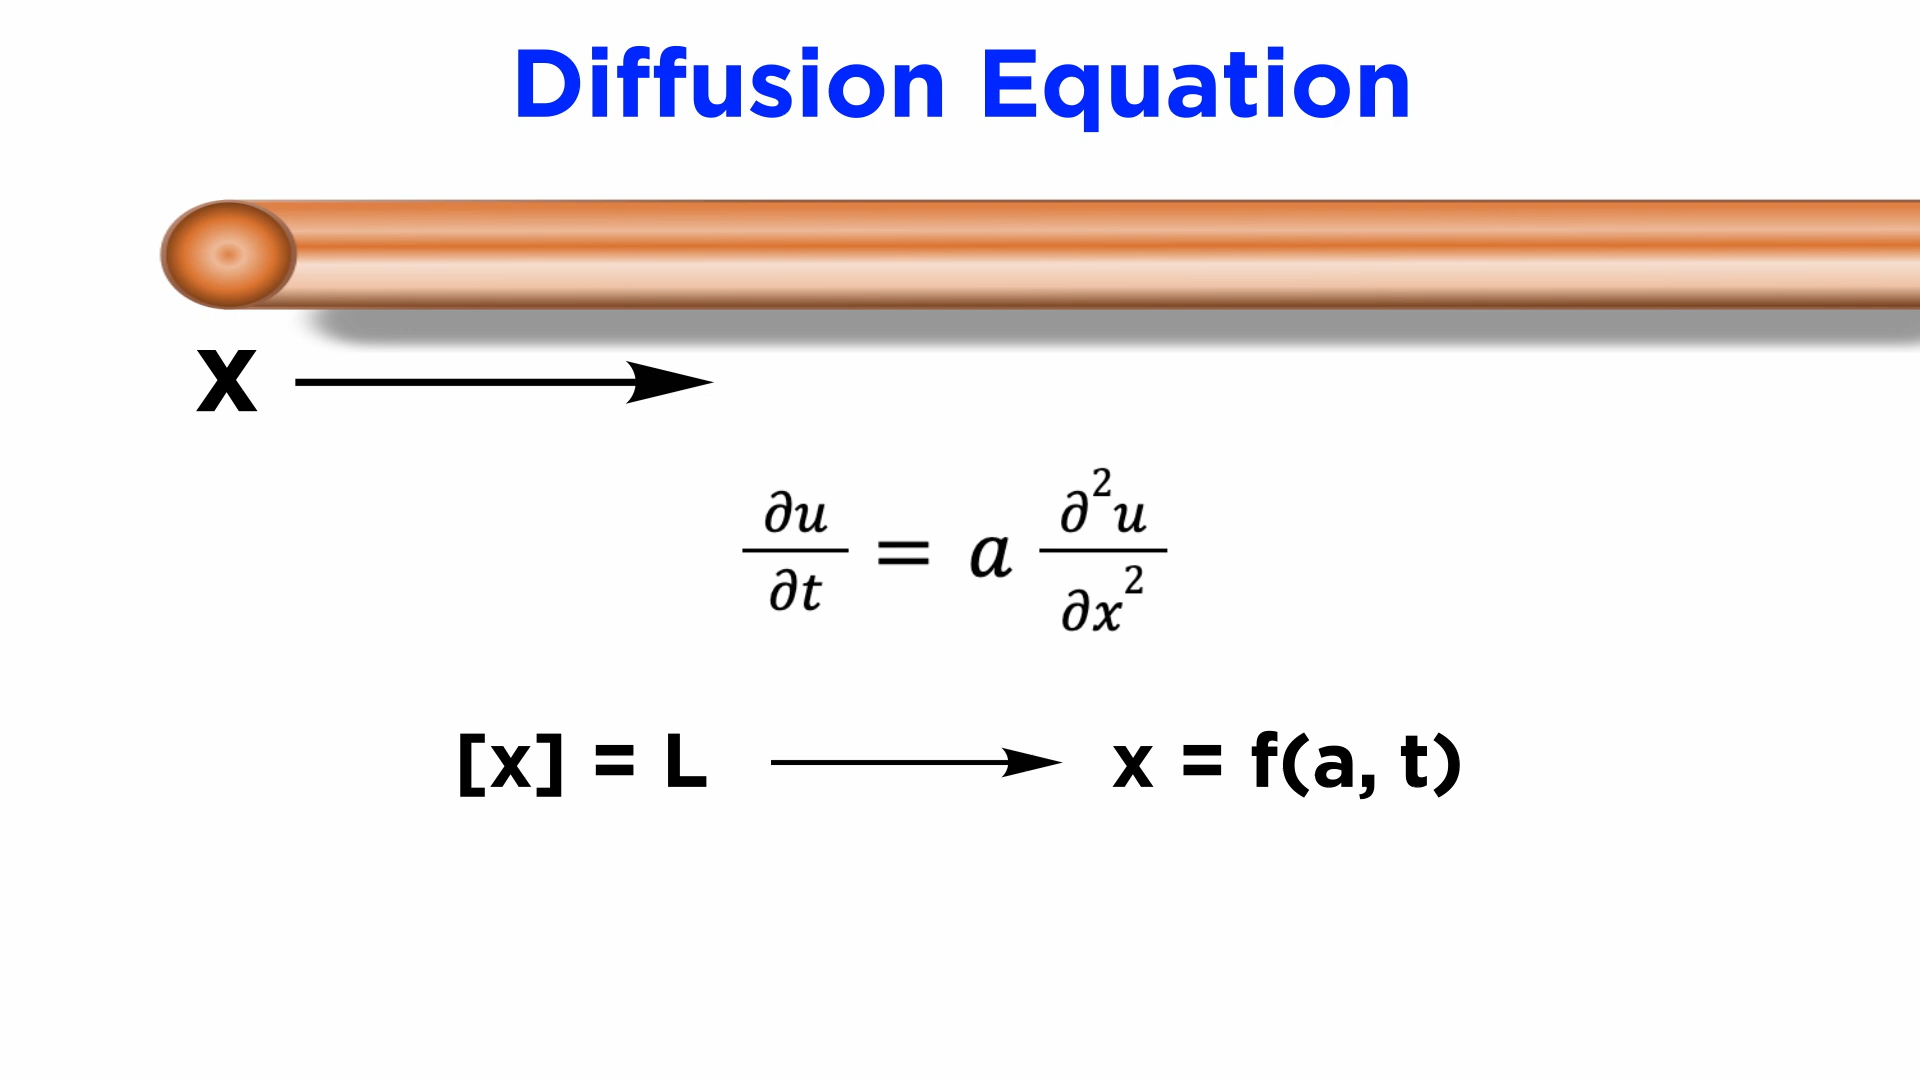 Diffusion Equation
x
∂u/∂t = a ∂²u/∂x²
[x] = L → x = f(a, t)